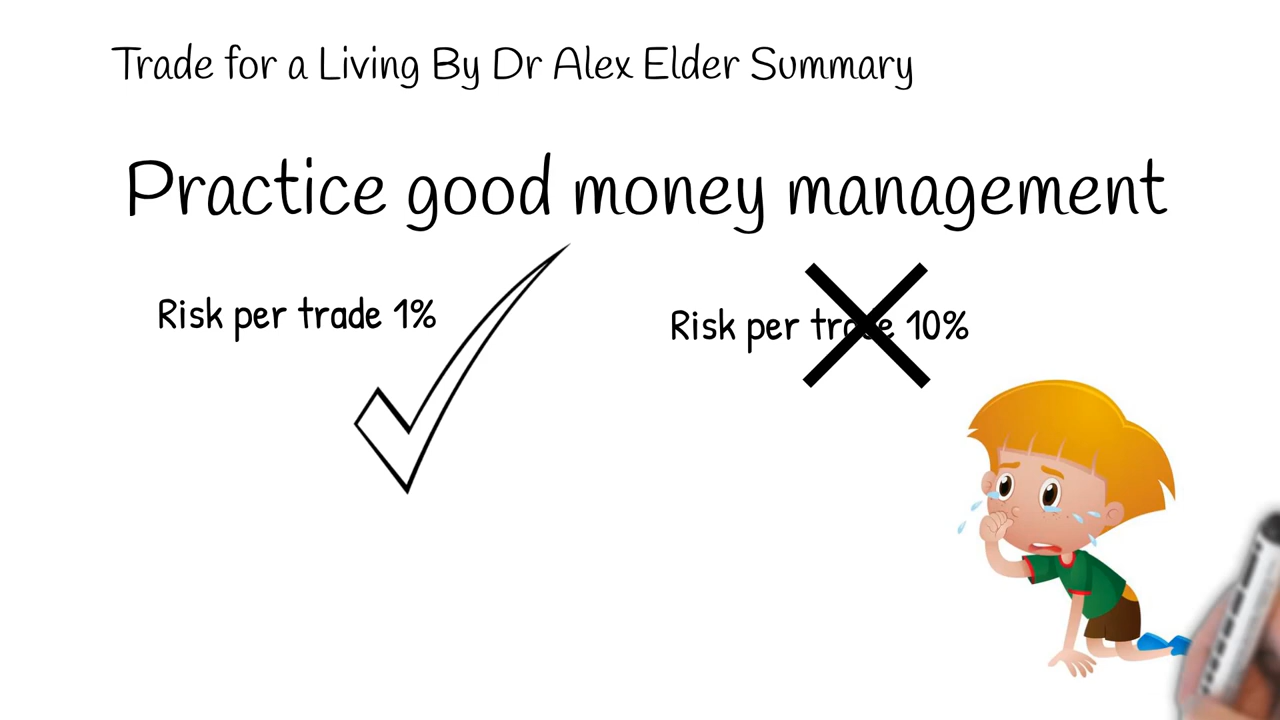 Trade for a Living By Dr Alex Elder Summary
Practice good money management
Risk per trade 1%
Risk per trade 10%